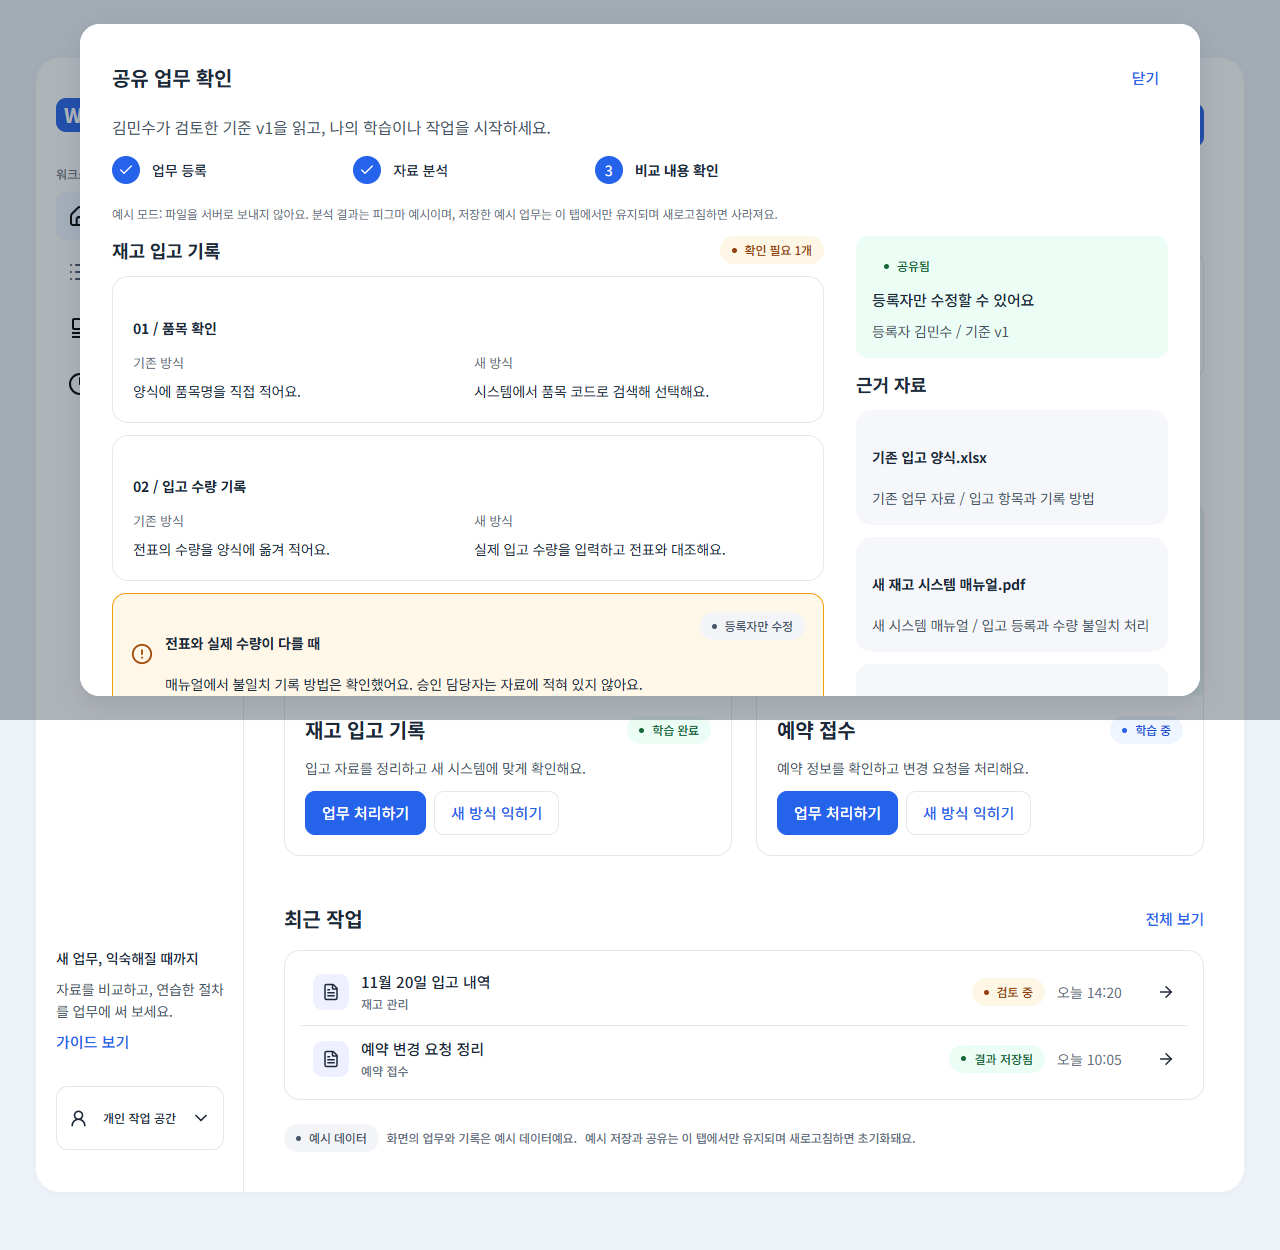 공유 업무 확인
닫기
김민수가 검토한 기준 v1을 읽고, 나의 학습이나 작업을 시작하세요.
업무 등록
자료 분석
3 비교 내용 확인
예시 모드: 파일을 서버로 보내지 않아요. 분석 결과는 피그마 예시이며, 저장한 예시 업무는 이 탭에서만 유지되며 새로고침하면 사라져요.
재고 입고 기록
확인 필요 1개
01 / 품목 확인
기존 방식
새 방식
양식에 품목명을 직접 적어요.
시스템에서 품목 코드로 검색해 선택해요.
02 / 입고 수량 기록
기존 방식
새 방식
전표의 수량을 양식에 옮겨 적어요.
실제 입고 수량을 입력하고 전표와 대조해요.
등록자만 수정
전표와 실제 수량이 다를 때
매뉴얼에서 불일치 기록 방법은 확인했어요. 승인 담당자는 자료에 적혀 있지 않아요.
공유됨
등록자만 수정할 수 있어요
등록자 김민수 / 기준 v1
근거 자료
기존 입고 양식.xlsx
기존 업무 자료 / 입고 항목과 기록 방법
새 재고 시스템 매뉴얼.pdf
새 시스템 매뉴얼 / 입고 등록과 수량 불일치 처리
W
워크
재고 입고 기록
학습 완료
입고 자료를 정리하고 새 시스템에 맞게 확인해요.
업무 처리하기
새 방식 익히기
예약 접수
학습 중
예약 정보를 확인하고 변경 요청을 처리해요.
업무 처리하기
새 방식 익히기
최근 작업
전체 보기
11월 20일 입고 내역
재고 관리
검토 중
오늘 14:20
예약 변경 요청 정리
예약 접수
결과 저장됨
오늘 10:05
예시 데이터
화면의 업무와 기록은 예시 데이터예요. 예시 저장과 공유는 이 탭에서만 유지되며 새로고침하면 초기화돼요.
새 업무, 익숙해질 때까지
자료를 비교하고, 연습한 절차
를 업무에 써 보세요.
가이드 보기
개인 작업 공간